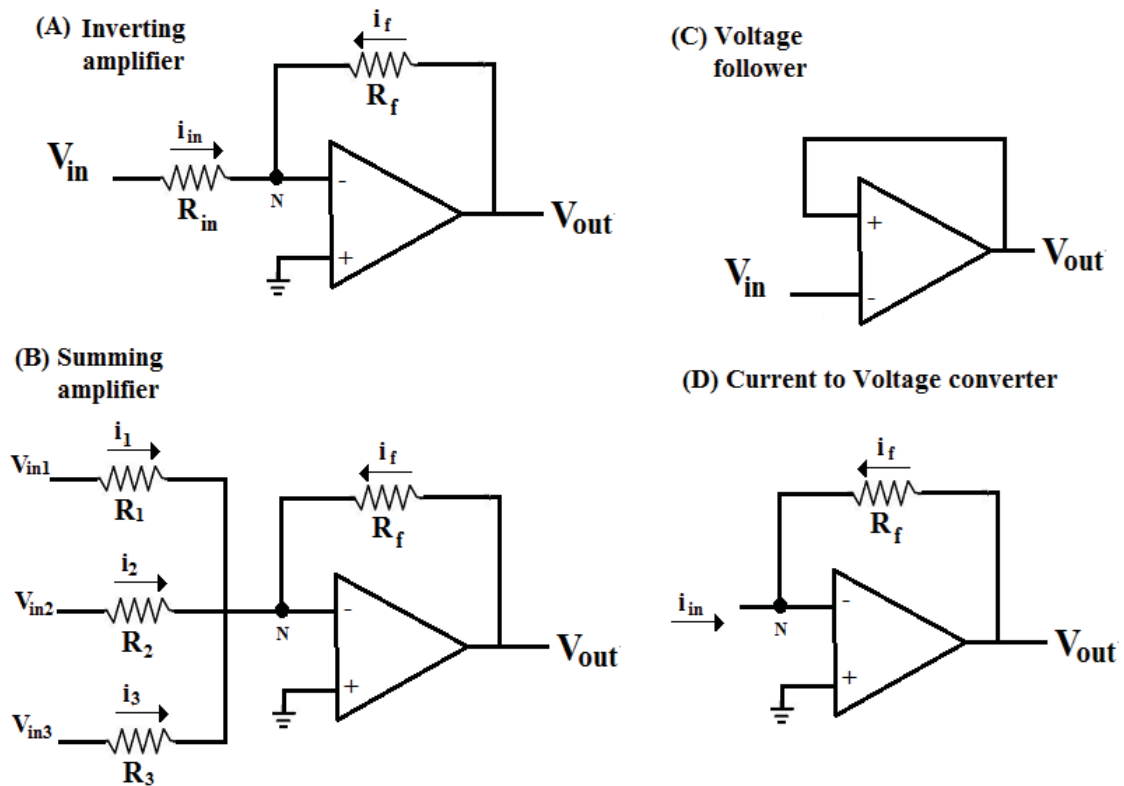 (A) Inverting
amplifier
i_f
R_f
i_in
V_in
R_in
N
-
+
V_out
(C) Voltage
follower
+
-
V_in
V_out
(B) Summing
amplifier
i_1
V_in1
R_1
i_2
V_in2
R_2
i_3
V_in3
R_3
i_f
R_f
N
-
+
V_out
(D) Current to Voltage converter
i_f
R_f
i_in
N
-
+
V_out